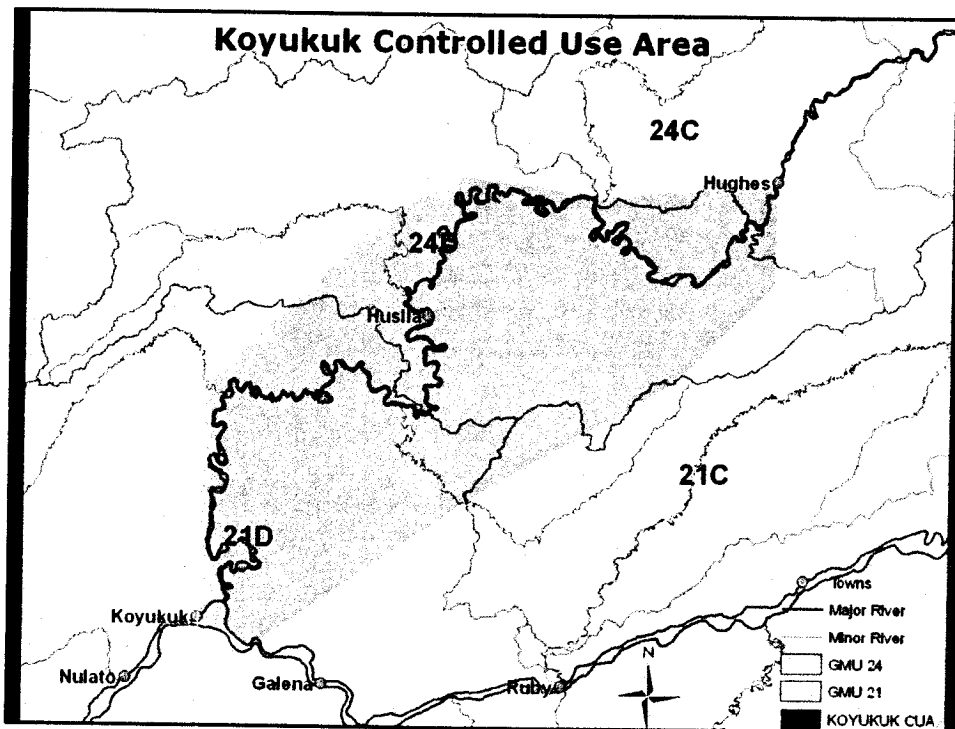 Koyukuk Controlled Use Area
24C
Hughes
Huslia
21C
21D
Koyukuk
Nulato
Galena
Ruby
N
Towns
Major River
Minor River
GMU 24
GMU 21
KOYUKUK CUA